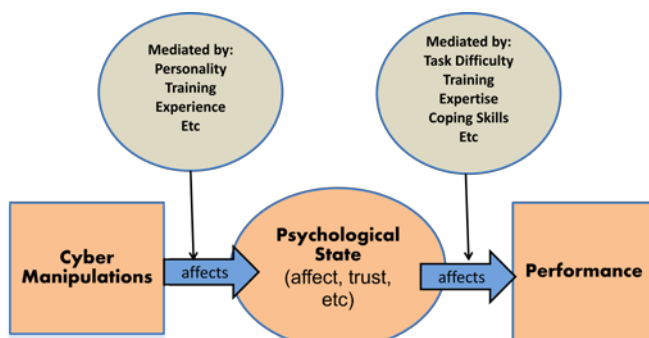 Mediated by:
Personality
Training
Experience
Etc
Mediated by:
Task Difficulty
Training
Expertise
Coping Skills
Etc
Cyber
Manipulations
affects
Psychological
State
(affect, trust,
etc)
affects
Performance